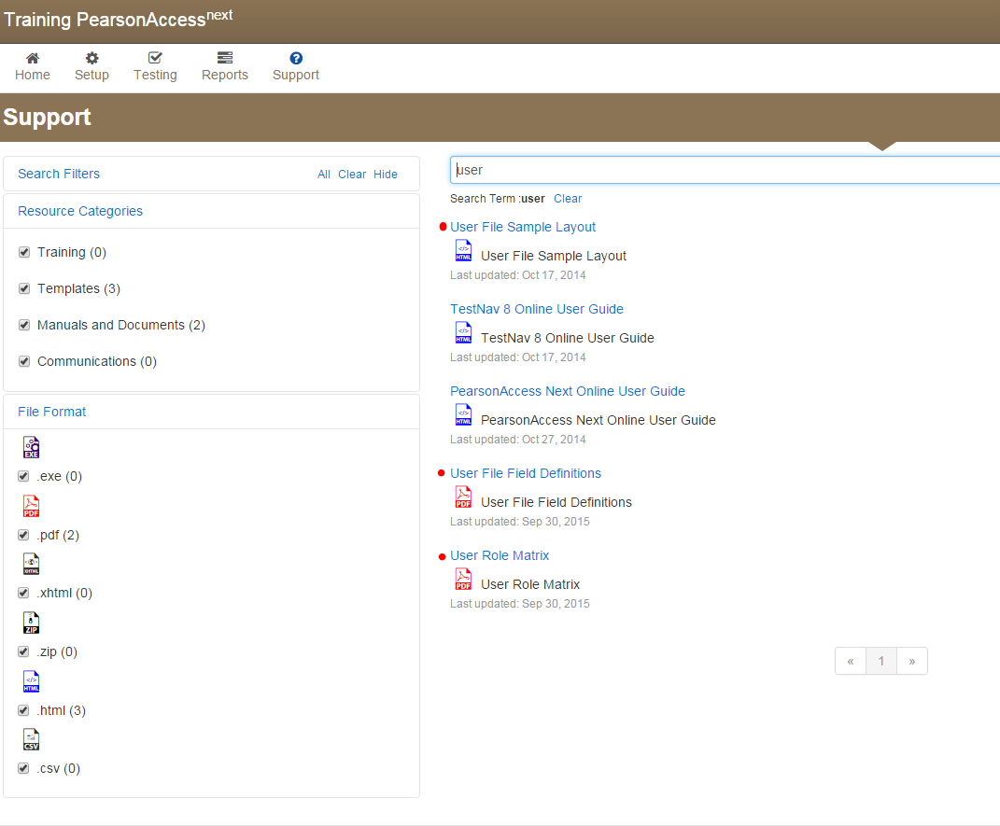 Training PearsonAccessnext
Home Setup Testing Reports Support
Support
Search Filters All Clear Hide
Resource Categories
Training (0)
Templates (3)
Manuals and Documents (2)
Communications (0)
File Format
EXE
.exe (0)
PDF
.pdf (2)
XHTML
.xhtml (0)
ZIP
.zip (0)
</> HTML
.html (3)
CSV
.csv (0)
user
Search Term :user Clear
User File Sample Layout
</> HTML User File Sample Layout
Last updated: Oct 17, 2014
TestNav 8 Online User Guide
</> HTML TestNav 8 Online User Guide
Last updated: Oct 17, 2014
PearsonAccess Next Online User Guide
</> HTML PearsonAccess Next Online User Guide
Last updated: Oct 27, 2014
User File Field Definitions
PDF User File Field Definitions
Last updated: Sep 30, 2015
User Role Matrix
PDF User Role Matrix
Last updated: Sep 30, 2015
« 1 »